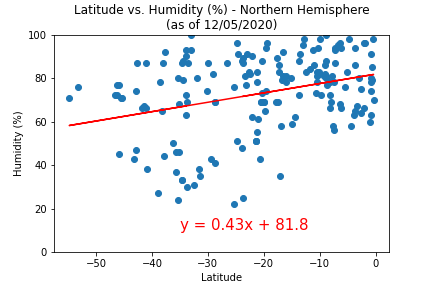 Latitude vs. Humidity (%) - Northern Hemisphere
(as of 12/05/2020)
100
80
60
40
20
0
Humidity (%)
y = 0.43x + 81.8
−50
−40
−30
−20
−10
0
Latitude